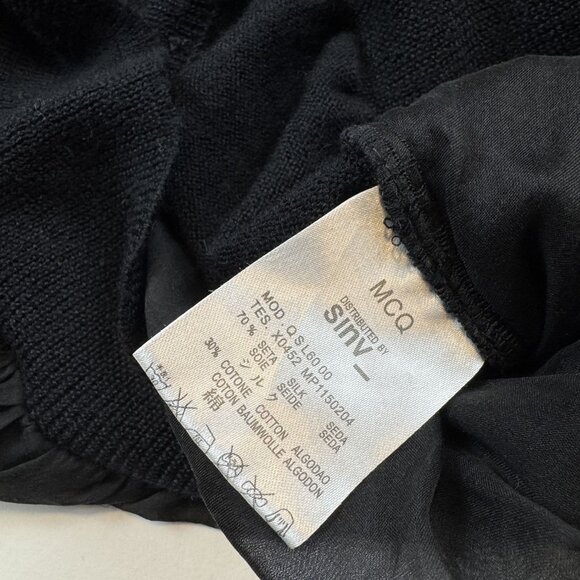 MCQ
DISTRIBUTED BY
sinv_
MOD. Q S L60 00
TES. X0452 MP1150204
70% SETA SILK SEDA
SOIE SEIDE SEDA
シルク
30% COTONE COTTON ALGODAO
COTON BAUMWOLLE ALGODON
綿